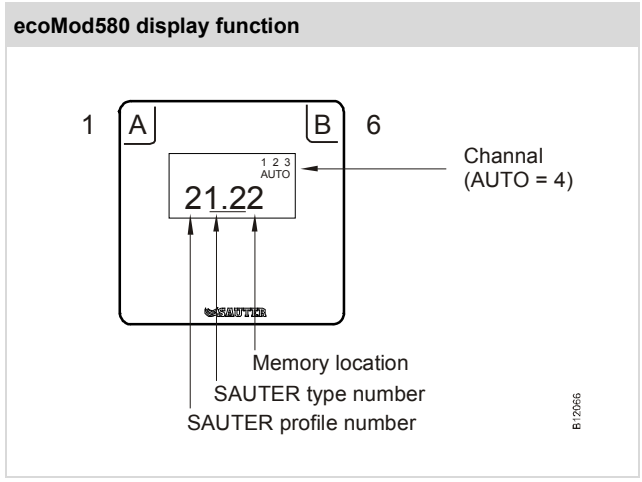 ecoMod580 display function
1 A B 6
1 2 3
AUTO
21.22
Channal
(AUTO = 4)
SAUTER
Memory location
SAUTER type number
SAUTER profile number
B12066